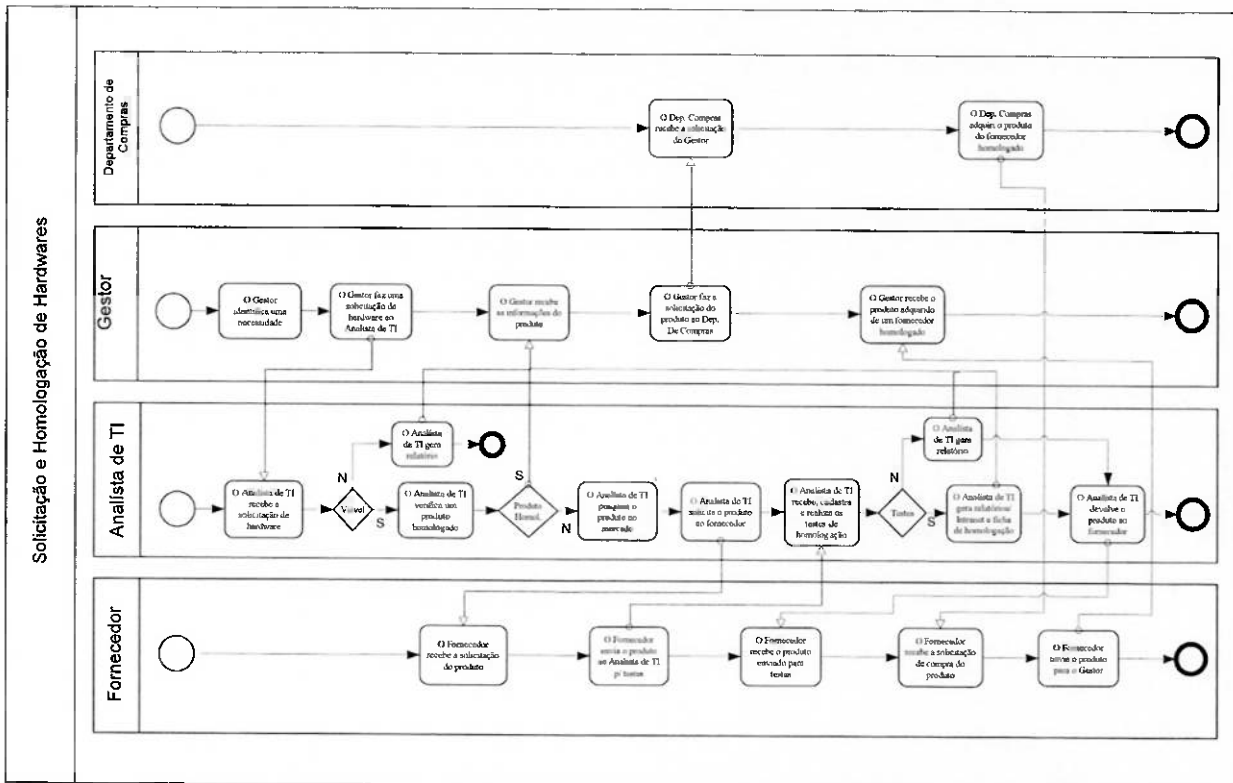 Solicitação e Homologação de Hardwares
Departamento de
Compras
O Dep. Compras
recebe a solicitação
do Gestor
O Dep. Compras
adquiri o produto
do fornecedor
homologado
Gestor
O Gestor
identifica uma
necessidade
O Gestor faz uma
solicitação de
hardware ao
Analista de TI
O Gestor recebe
as informações do
produto
O Gestor faz a
solicitação do
produto ao Dep.
De Compras
O Gestor recebe o
produto adquirido
de um fornecedor
homologado
Analísta de TI
O Analista de TI
recebe a
solicitação de
hardware
Viável
N
S
O Analista
de TI gera
relatório
O Analista de TI
verifica um
produto
homologado
Produto
Homol.
S
N
O Analista de TI
pesquisa o
produto no
mercado
O Analista de TI
solicita o produto
ao fornecedor
O Analista de TI
recebe, cadastra
e realiza os
testes de
homologação
Testes
N
S
O Analista
de TI gera
relatório
O Analista de TI
gera relatórios/
Intranet e ficha
de homologação
O Analista de TI
devolve o
produto ao
fornecedor
Fornecedor
O Fornecedor
recebe a solicitação
do produto
O Fornecedor
envia o produto
ao Analista de TI
p/ testes
O Fornecedor
recebe o produto
enviado para
testes
O Fornecedor
recebe a solicitação
de compra do
produto
O Fornecedor
envia o produto
para o Gestor